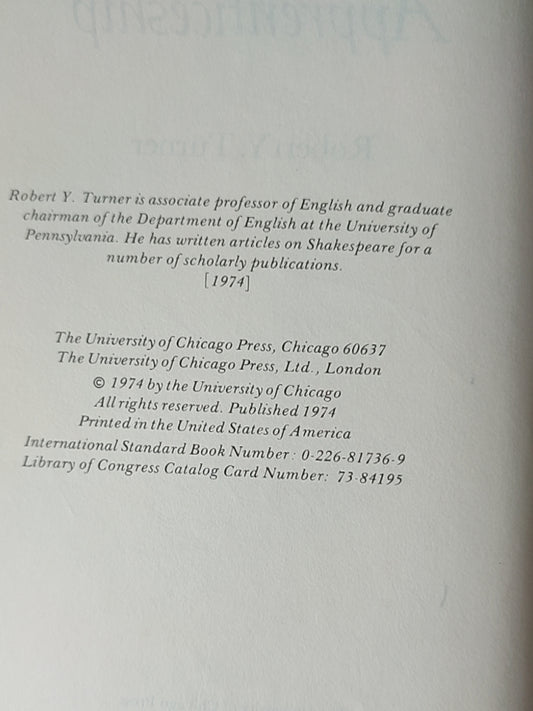 Apprenticeship
Robert Y. Turner
Robert Y. Turner is associate professor of English and graduate
chairman of the Department of English at the University of
Pennsylvania. He has written articles on Shakespeare for a
number of scholarly publications.
[1974]
The University of Chicago Press, Chicago 60637
The University of Chicago Press, Ltd., London
© 1974 by the University of Chicago
All rights reserved. Published 1974
Printed in the United States of America
International Standard Book Number: 0-226-81736-9
Library of Congress Catalog Card Number: 73-84195